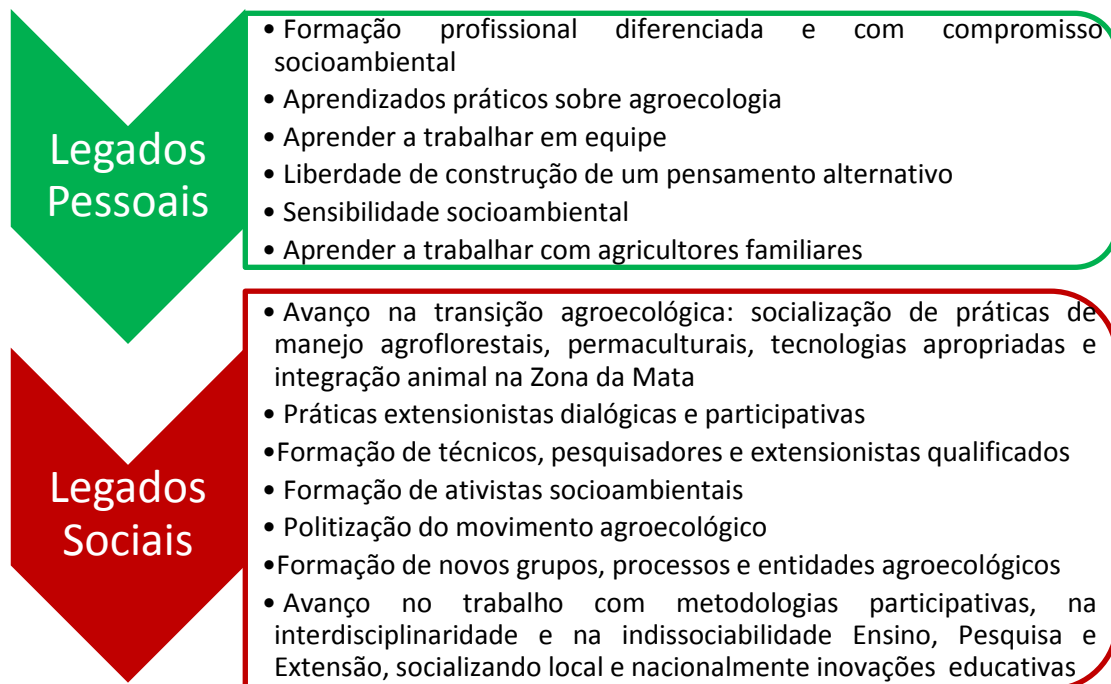 Legados
Pessoais
• Formação profissional diferenciada e com compromisso
socioambiental
• Aprendizados práticos sobre agroecologia
• Aprender a trabalhar em equipe
• Liberdade de construção de um pensamento alternativo
• Sensibilidade socioambiental
• Aprender a trabalhar com agricultores familiares
Legados
Sociais
• Avanço na transição agroecológica: socialização de práticas de
manejo agroflorestais, permaculturais, tecnologias apropriadas e
integração animal na Zona da Mata
• Práticas extensionistas dialógicas e participativas
•Formação de técnicos, pesquisadores e extensionistas qualificados
• Formação de ativistas socioambientais
• Politização do movimento agroecológico
•Formação de novos grupos, processos e entidades agroecológicos
• Avanço no trabalho com metodologias participativas, na
interdisciplinaridade e na indissociabilidade Ensino, Pesquisa e
Extensão, socializando local e nacionalmente inovações educativas